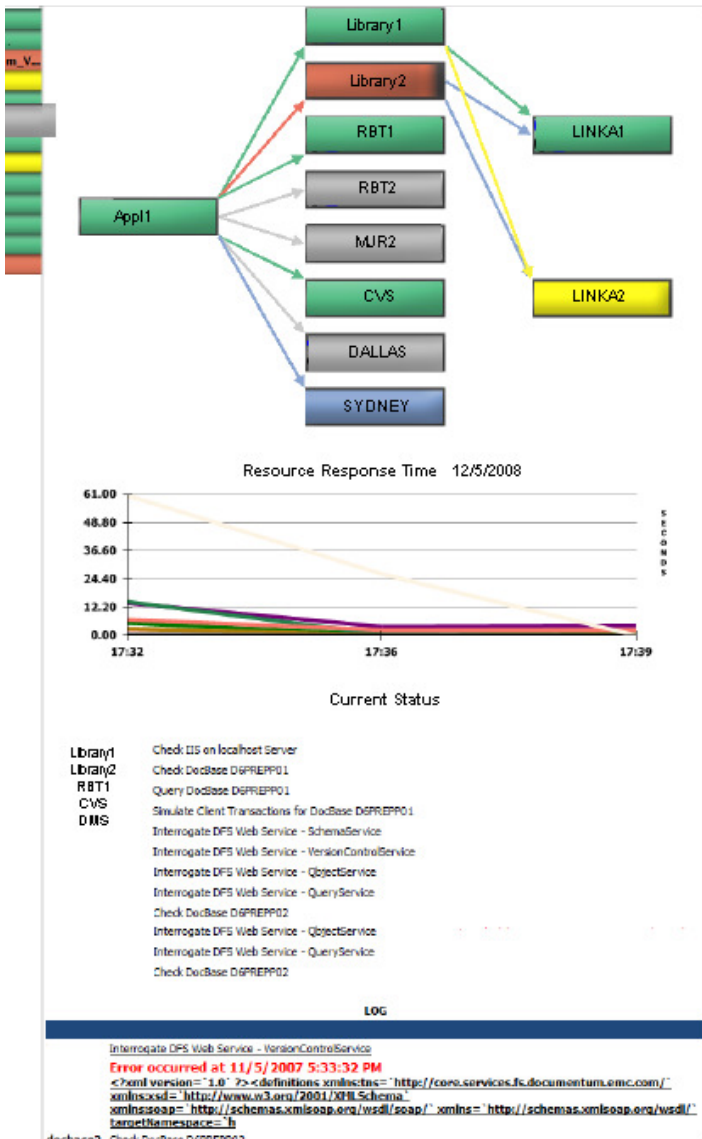 m_V...
Library1
Library2
RBT1
RBT2
MJR2
CVS
DALLAS
SYDNEY
Appl1
LINKA1
LINKA2
Resource Response Time 12/5/2008
61.00
48.80
36.60
24.40
12.20
0.00
17:32
17:36
17:39
SECONDS
Current Status
Library1
Library2
RBT1
CVS
DMS
Check IIS on localhost Server
Check DocBase D6PREPP01
Query DocBase D6PREPP01
Simulate Client Transactions for DocBase D6PREPP01
Interrogate DFS Web Service - SchemaService
Interrogate DFS Web Service - VersionControlService
Interrogate DFS Web Service - QbjectService
Interrogate DFS Web Service - QueryService
Check DocBase D6PREPP02
Interrogate DFS Web Service - QbjectService
Interrogate DFS Web Service - QueryService
Check DocBase D6PREPP02
LOG
Interrogate DFS Web Service - VersionControlService
Error occurred at 11/5/2007 5:33:32 PM
<?xml version=`1.0` ?><definitions xmlns:tns=`http://core.services.fs.documentum.emc.com/`
xmlns:xsd=`http://www.w3.org/2001/XMLSchema`
xmlns:soap=`http://schemas.xmlsoap.org/wsdl/soap/` xmlns=`http://schemas.xmlsoap.org/wsdl/`
targetNamespace=`h
docbase2 Check DocBase D6PREPP02